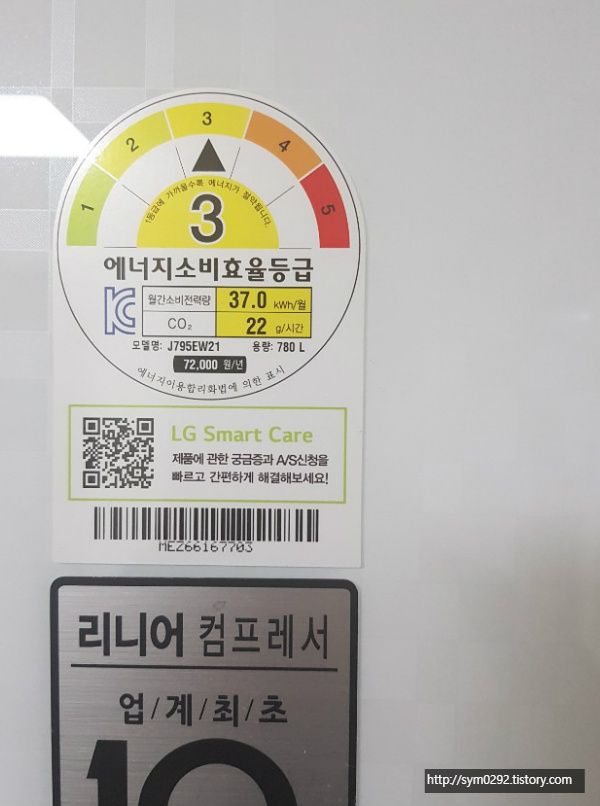 1 2 3 4 5
1등급에 가까울수록 에너지가 절약됩니다.
3
에너지소비효율등급
월간소비전력량 37.0 kWh/월
CO₂ 22 g/시간
모델명: J795EW21 용량: 780 L
72,000 원/년
에너지이용합리화법에 의한 표시
LG Smart Care
제품에 관한 궁금증과 A/S신청을
빠르고 간편하게 해결해보세요!
MEZ66167703
리니어 컴프레서
업/계/최/초
10
http://sym0292.tistory.com